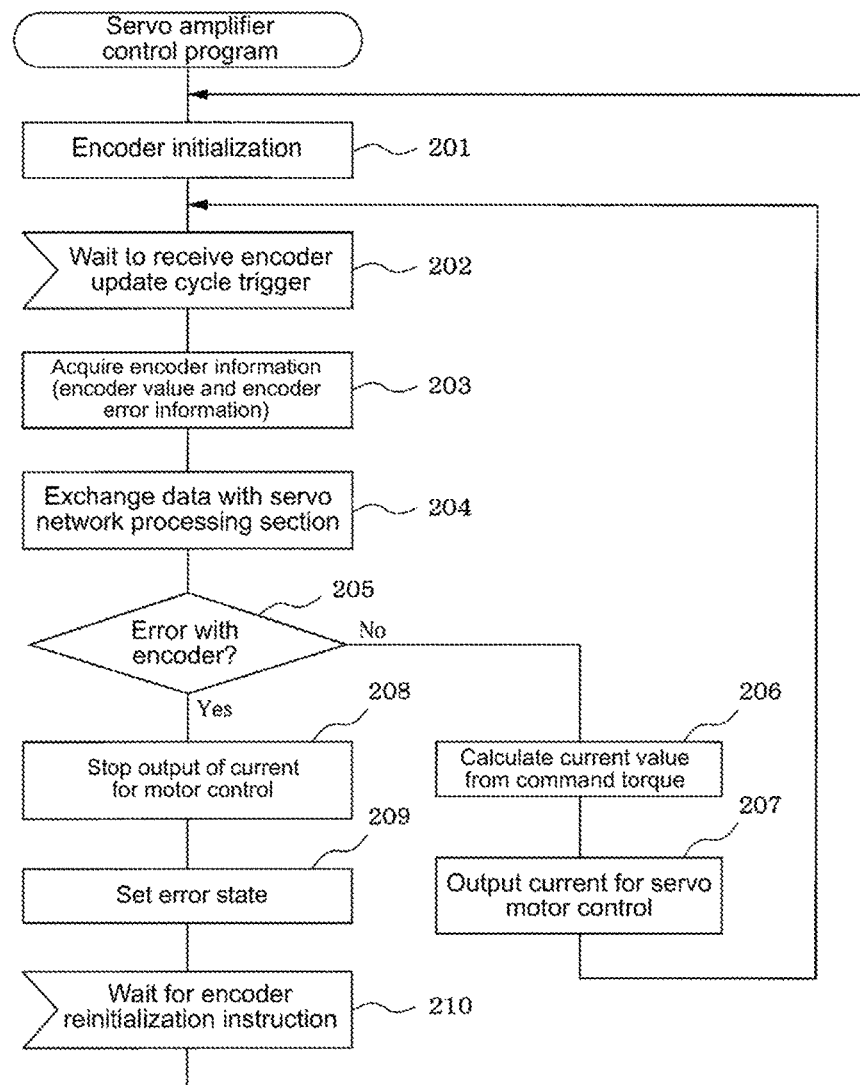 Servo amplifier
control program
Encoder initialization
201
Wait to receive encoder
update cycle trigger
202
Acquire encoder information
(encoder value and encoder
error information)
203
Exchange data with servo
network processing section
204
205
Error with
encoder?
No
Yes
208
Stop output of current
for motor control
206
Calculate current value
from command torque
209
Set error state
207
Output current for servo
motor control
Wait for encoder
reinitialization instruction
210